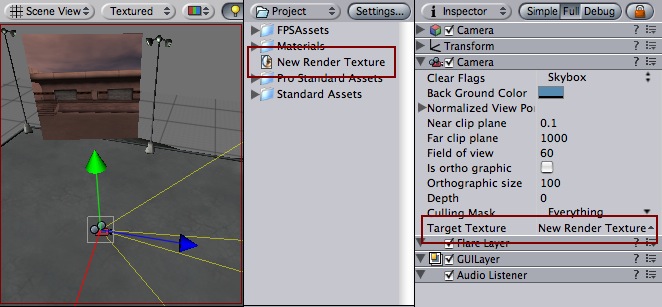 Scene View
Textured
Project
Settings...
FPSAssets
Materials
New Render Texture
Pro Standard Assets
Standard Assets
Inspector
Simple Full Debug
Camera
Transform
Camera
Clear Flags Skybox
Back Ground Color
Normalized View Po
Near clip plane 0.1
Far clip plane 1000
Field of view 60
Is ortho graphic
Orthographic size 100
Depth 0
Culling Mask Everything
Target Texture New Render Texture
Flare Layer
GUILayer
Audio Listener